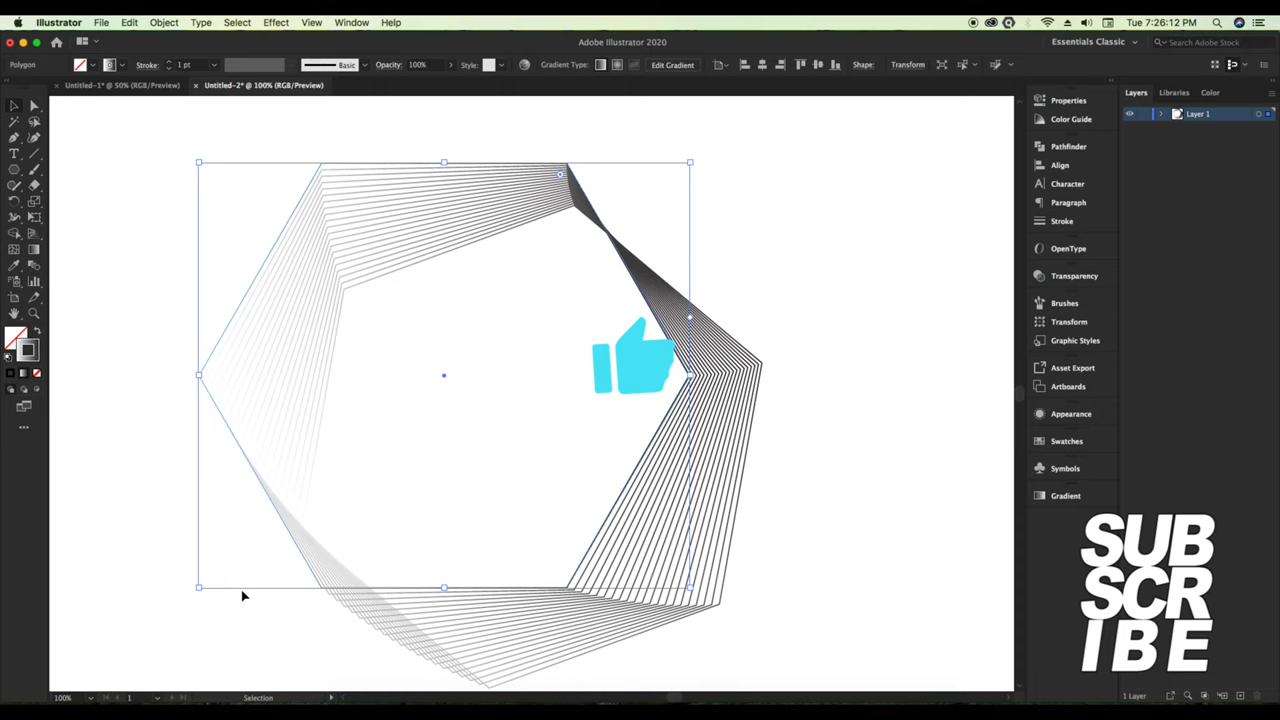 Illustrator File Edit Object Type Select Effect View Window Help
Tue 7:26:12 PM
Adobe Illustrator 2020
Essentials Classic
Search Adobe Stock
Polygon
Stroke:
1 pt
Basic
Opacity:
100%
Style:
Gradient Type:
Edit Gradient
Shape:
Transform
× Untitled-1* @ 50% (RGB/Preview)
× Untitled-2* @ 100% (RGB/Preview)
Properties
Color Guide
Pathfinder
Align
Character
Paragraph
Stroke
OpenType
Transparency
Brushes
Transform
Graphic Styles
Asset Export
Artboards
Appearance
Swatches
Symbols
Gradient
Layers Libraries Color
Layer 1
SUB
SCR
IBE
100%
1
Selection
1 Layer